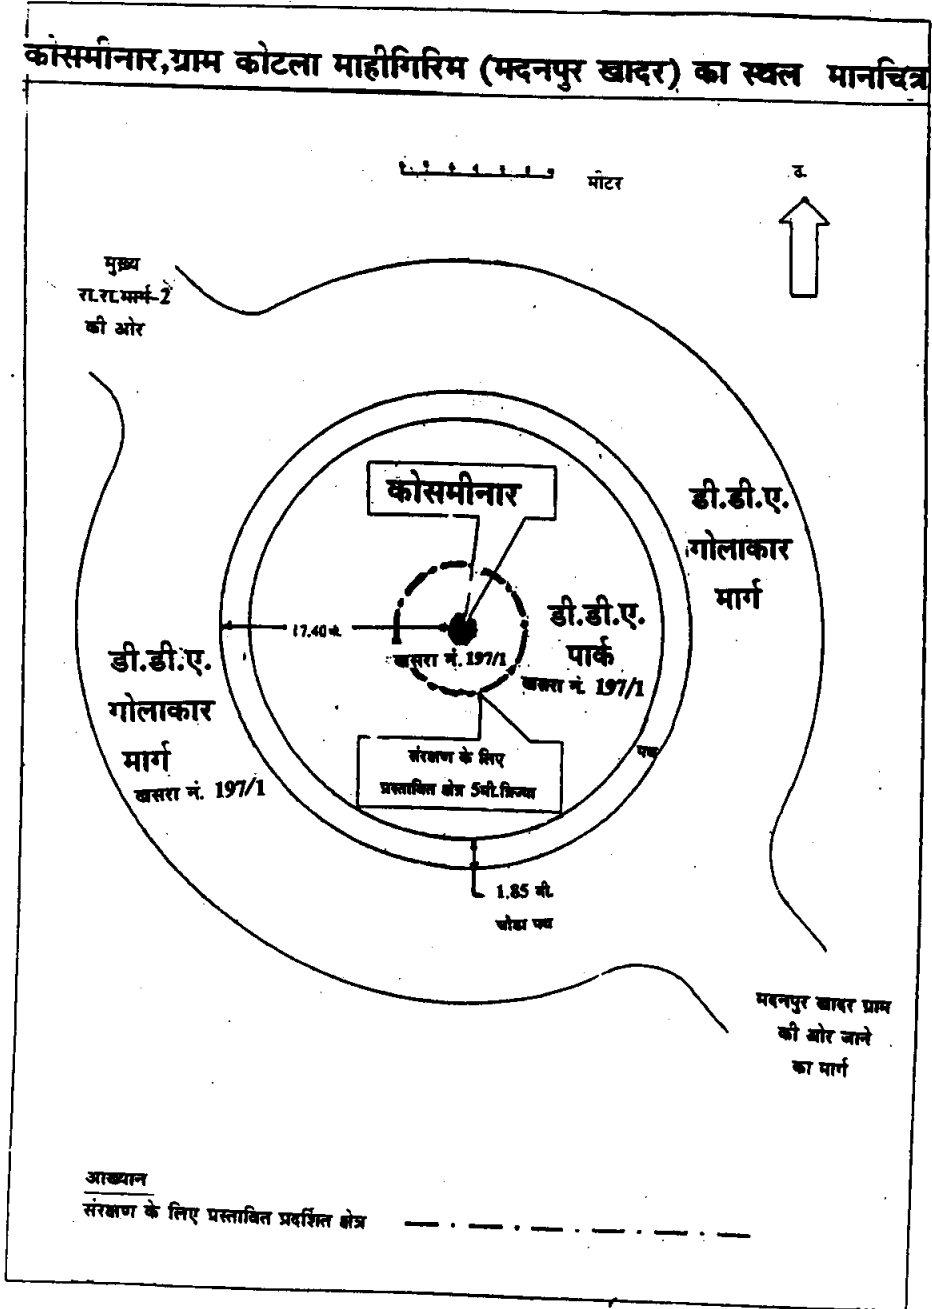 कोसमीनार,ग्राम कोटला माहीगिरिम (मदनपुर खादर) का स्थल मानचित्र
मीटर
उ.
मुख्य
रा.रा.मार्ग-2
की ओर
कोसमीनार
डी.डी.ए.
गोलाकार
मार्ग
17.40 मी.
डी.डी.ए.
पार्क
खसरा नं. 197/1
खसरा नं. 197/1
डी.डी.ए.
गोलाकार
मार्ग
खसरा नं. 197/1
पथ
संरक्षण के लिए
प्रस्तावित क्षेत्र 5मी.त्रिज्या
1.85 मी.
चौडा पथ
मदनपुर खादर ग्राम
की ओर जाने
का मार्ग
आख्यान
संरक्षण के लिए प्रस्तावित प्रदर्शित क्षेत्र